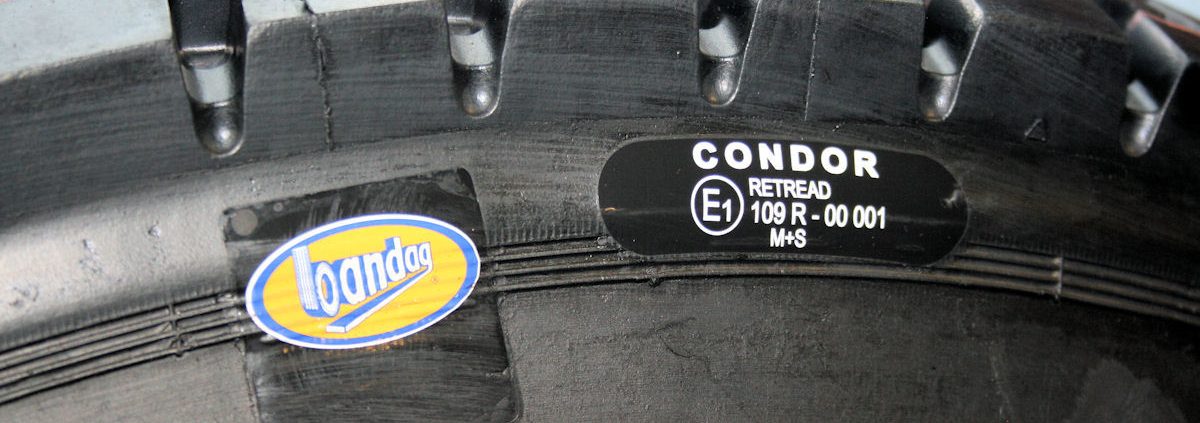 bandag
CONDOR
E1
RETREAD
109 R - 00 001
M+S